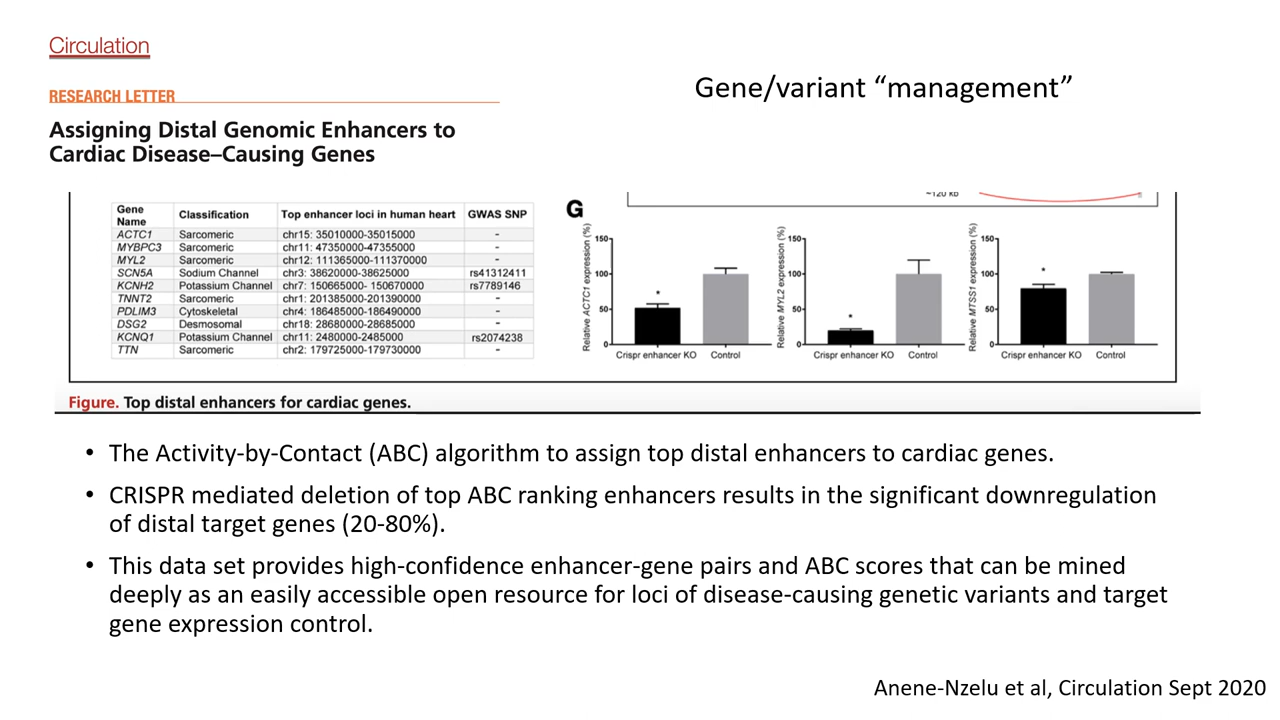 Circulation
Gene/variant “management”
RESEARCH LETTER
Assigning Distal Genomic Enhancers to
Cardiac Disease–Causing Genes
Gene Name Classification Top enhancer loci in human heart GWAS SNP
ACTC1 Sarcomeric chr15: 35010000-35015000 -
MYBPC3 Sarcomeric chr11: 47350000-47355000 -
MYL2 Sarcomeric chr12: 111365000-111370000 -
SCN5A Sodium Channel chr3: 38620000-38625000 rs41312411
KCNH2 Potassium Channel chr7: 150665000- 150670000 rs7789146
TNNT2 Sarcomeric chr1: 201385000-201390000 -
PDLIM3 Cytoskeletal chr4: 186485000-186490000 -
DSG2 Desmosomal chr18: 28680000-28685000 -
KCNQ1 Potassium Channel chr11: 2480000-2485000 rs2074238
TTN Sarcomeric chr2: 179725000-179730000 -
~120 kb
G
Relative ACTC1 expression (%)
150
100
50
0
*
Crispr enhancer KO Control
Relative MYL2 expression (%)
150
100
50
0
*
Crispr enhancer KO Control
Relative MTSS1 expression (%)
150
100
50
0
*
Crispr enhancer KO Control
Figure. Top distal enhancers for cardiac genes.
• The Activity-by-Contact (ABC) algorithm to assign top distal enhancers to cardiac genes.
• CRISPR mediated deletion of top ABC ranking enhancers results in the significant downregulation
of distal target genes (20-80%).
• This data set provides high-confidence enhancer-gene pairs and ABC scores that can be mined
deeply as an easily accessible open resource for loci of disease-causing genetic variants and target
gene expression control.
Anene-Nzelu et al, Circulation Sept 2020